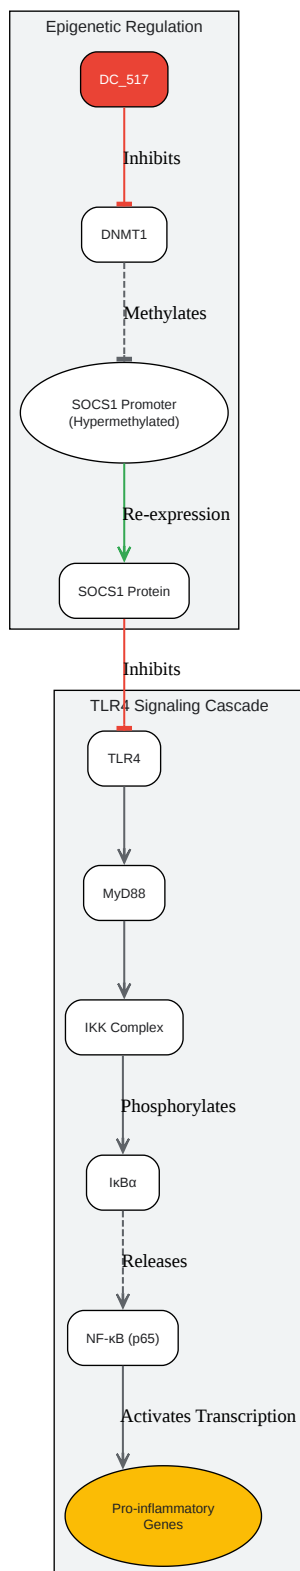 Epigenetic Regulation
DC_517
Inhibits
DNMT1
Methylates
SOCS1 Promoter
(Hypermethylated)
Re-expression
SOCS1 Protein
Inhibits
TLR4 Signaling Cascade
TLR4
MyD88
IKK Complex
Phosphorylates
IκBα
Releases
NF-κB (p65)
Activates Transcription
Pro-inflammatory
Genes